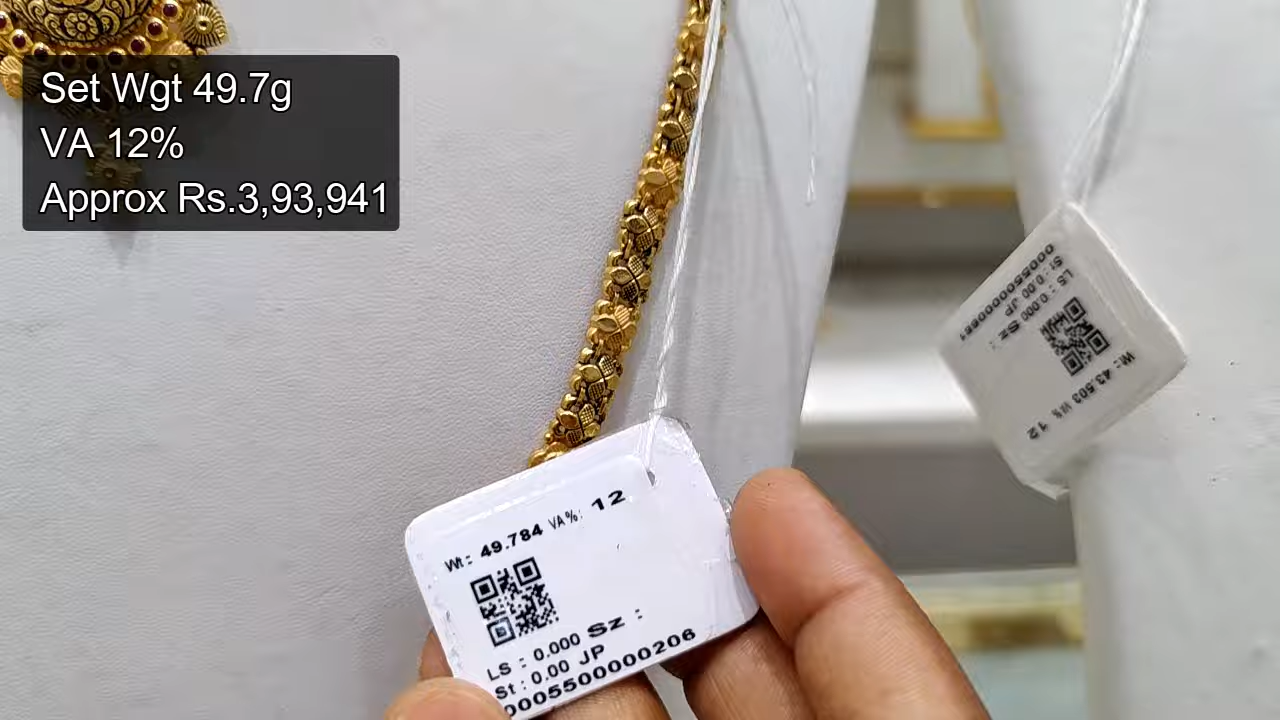 Set Wgt 49.7g
VA 12%
Approx Rs.3,93,941
Wt: 49.784 VA%: 12
LS : 0.000 Sz :
St : 0.00 JP
0005500000206
Wt: 43.503 VA% 12
LS : 0.000 Sz :
St : 0.00 JP